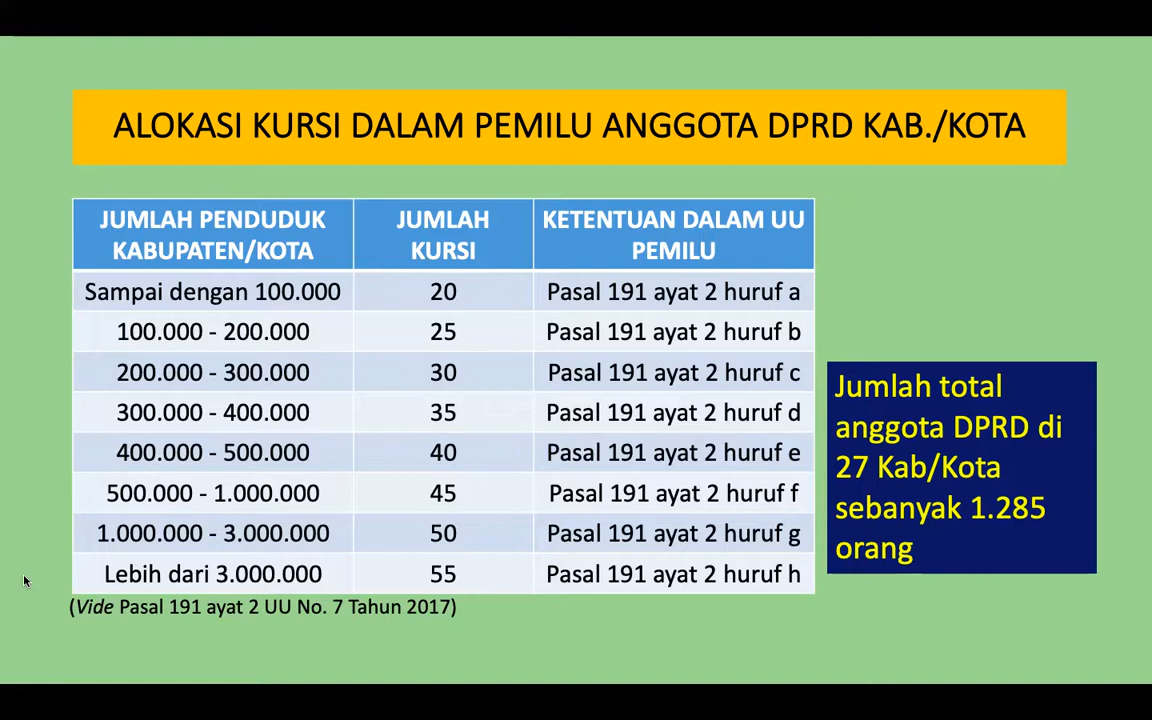 ALOKASI KURSI DALAM PEMILU ANGGOTA DPRD KAB./KOTA
JUMLAH PENDUDUK KABUPATEN/KOTA JUMLAH KURSI KETENTUAN DALAM UU PEMILU
Sampai dengan 100.000 20 Pasal 191 ayat 2 huruf a
100.000 - 200.000 25 Pasal 191 ayat 2 huruf b
200.000 - 300.000 30 Pasal 191 ayat 2 huruf c
300.000 - 400.000 35 Pasal 191 ayat 2 huruf d
400.000 - 500.000 40 Pasal 191 ayat 2 huruf e
500.000 - 1.000.000 45 Pasal 191 ayat 2 huruf f
1.000.000 - 3.000.000 50 Pasal 191 ayat 2 huruf g
Lebih dari 3.000.000 55 Pasal 191 ayat 2 huruf h
(Vide Pasal 191 ayat 2 UU No. 7 Tahun 2017)
Jumlah total
anggota DPRD di
27 Kab/Kota
sebanyak 1.285
orang